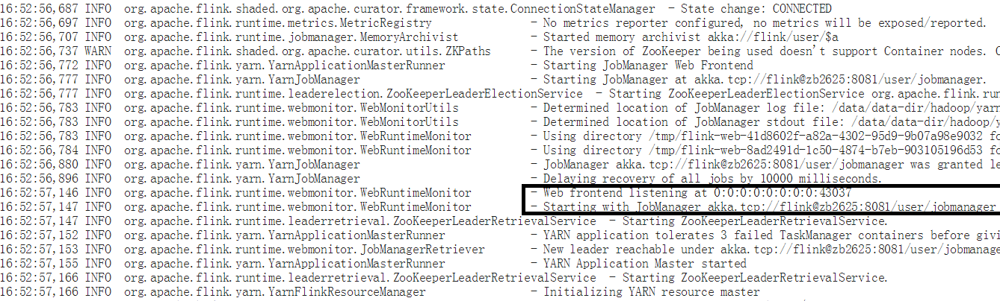 16:52:56,687 INFO  org.apache.flink.shaded.org.apache.curator.framework.state.ConnectionStateManager  - State change: CONNECTED
16:52:56,697 INFO  org.apache.flink.runtime.metrics.MetricRegistry - No metrics reporter configured, no metrics will be exposed/reported.
16:52:56,707 INFO  org.apache.flink.runtime.jobmanager.MemoryArchivist - Started memory archivist akka://flink/user/$a
16:52:56,737 WARN  org.apache.flink.shaded.org.apache.curator.utils.ZKPaths - The version of ZooKeeper being used doesn't support Container nodes. C
16:52:56,772 INFO  org.apache.flink.yarn.YarnApplicationMasterRunner - Starting JobManager Web Frontend
16:52:56,777 INFO  org.apache.flink.yarn.YarnJobManager - Starting JobManager at akka.tcp://flink@zb2625:8081/user/jobmanager.
16:52:56,777 INFO  org.apache.flink.runtime.leaderelection.ZooKeeperLeaderElectionService  - Starting ZooKeeperLeaderElectionService org.apache.flink.run
16:52:56,783 INFO  org.apache.flink.runtime.webmonitor.WebMonitorUtils - Determined location of JobManager log file: /data/data-dir/hadoop/yarn
16:52:56,783 INFO  org.apache.flink.runtime.webmonitor.WebMonitorUtils - Determined location of JobManager stdout file: /data/data-dir/hadoop/y
16:52:56,783 INFO  org.apache.flink.runtime.webmonitor.WebRuntimeMonitor - Using directory /tmp/flink-web-41d8602f-a82a-4302-95d9-9b07a98e9032 fo
16:52:56,784 INFO  org.apache.flink.runtime.webmonitor.WebRuntimeMonitor - Using directory /tmp/flink-web-8ad2491d-1c50-4874-b7eb-903105196d53 fo
16:52:56,880 INFO  org.apache.flink.yarn.YarnJobManager - JobManager akka.tcp://flink@zb2625:8081/user/jobmanager was granted le
16:52:56,896 INFO  org.apache.flink.yarn.YarnJobManager - Delaying recovery of all jobs by 10000 milliseconds.
16:52:57,146 INFO  org.apache.flink.runtime.webmonitor.WebRuntimeMonitor - Web frontend listening at 0:0:0:0:0:0:0:0:43037
16:52:57,147 INFO  org.apache.flink.runtime.webmonitor.WebRuntimeMonitor - Starting with JobManager akka.tcp://flink@zb2625:8081/user/jobmanager
16:52:57,147 INFO  org.apache.flink.runtime.leaderretrieval.ZooKeeperLeaderRetrievalService  - Starting ZooKeeperLeaderRetrievalService.
16:52:57,152 INFO  org.apache.flink.yarn.YarnApplicationMasterRunner - YARN application tolerates 3 failed TaskManager containers before givi
16:52:57,153 INFO  org.apache.flink.runtime.webmonitor.JobManagerRetriever - New leader reachable under akka.tcp://flink@zb2625:8081/user/jobmanage
16:52:57,155 INFO  org.apache.flink.yarn.YarnApplicationMasterRunner - YARN Application Master started
16:52:57,166 INFO  org.apache.flink.runtime.leaderretrieval.ZooKeeperLeaderRetrievalService  - Starting ZooKeeperLeaderRetrievalService.
16:52:57,166 INFO  org.apache.flink.yarn.YarnFlinkResourceManager - Initializing YARN resource master